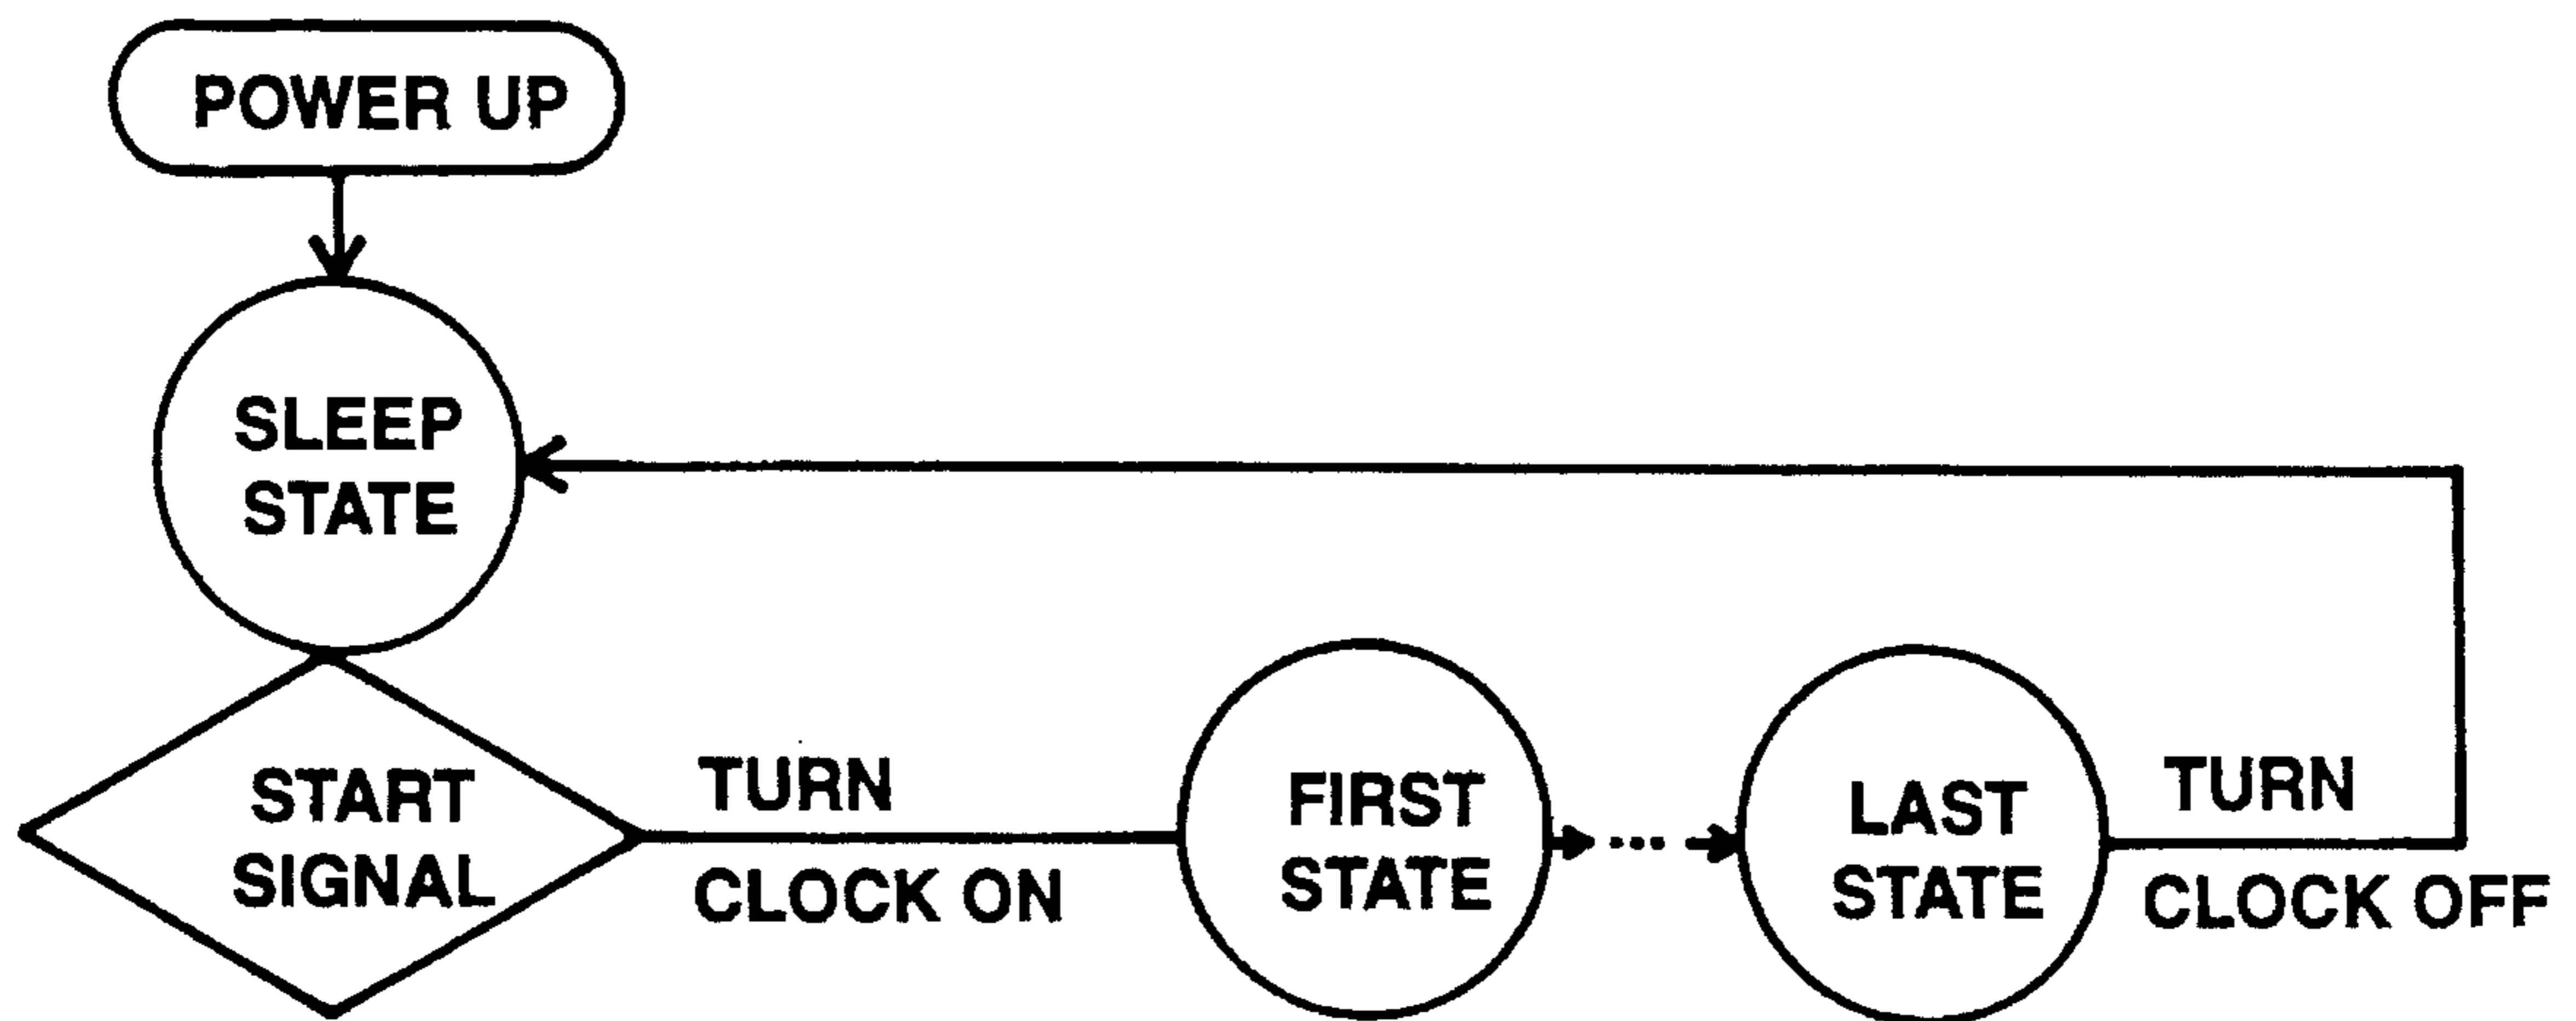 POWER UP
SLEEP
STATE
START
SIGNAL
TURN
CLOCK ON
FIRST
STATE
...
LAST
STATE
TURN
CLOCK OFF